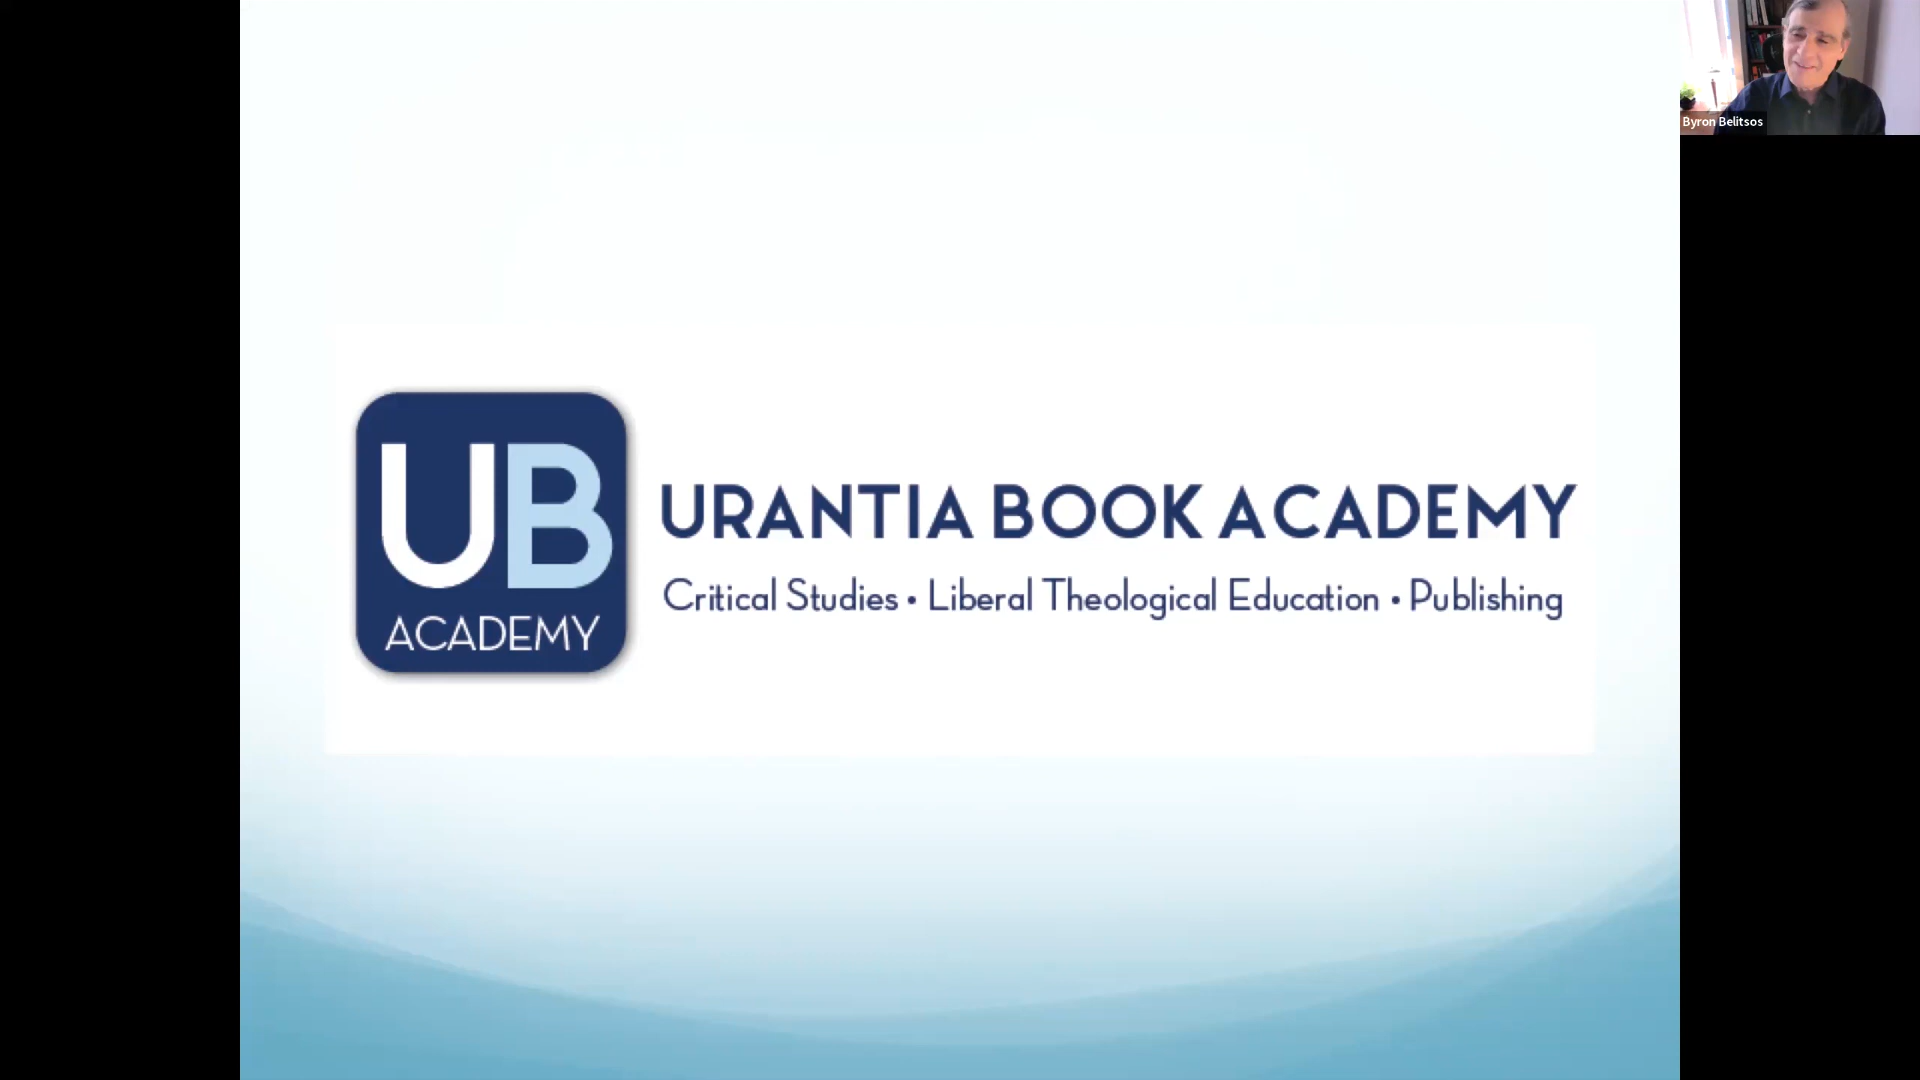 Byron Belitsos
UB
ACADEMY
URANTIA BOOK ACADEMY
Critical Studies • Liberal Theological Education • Publishing